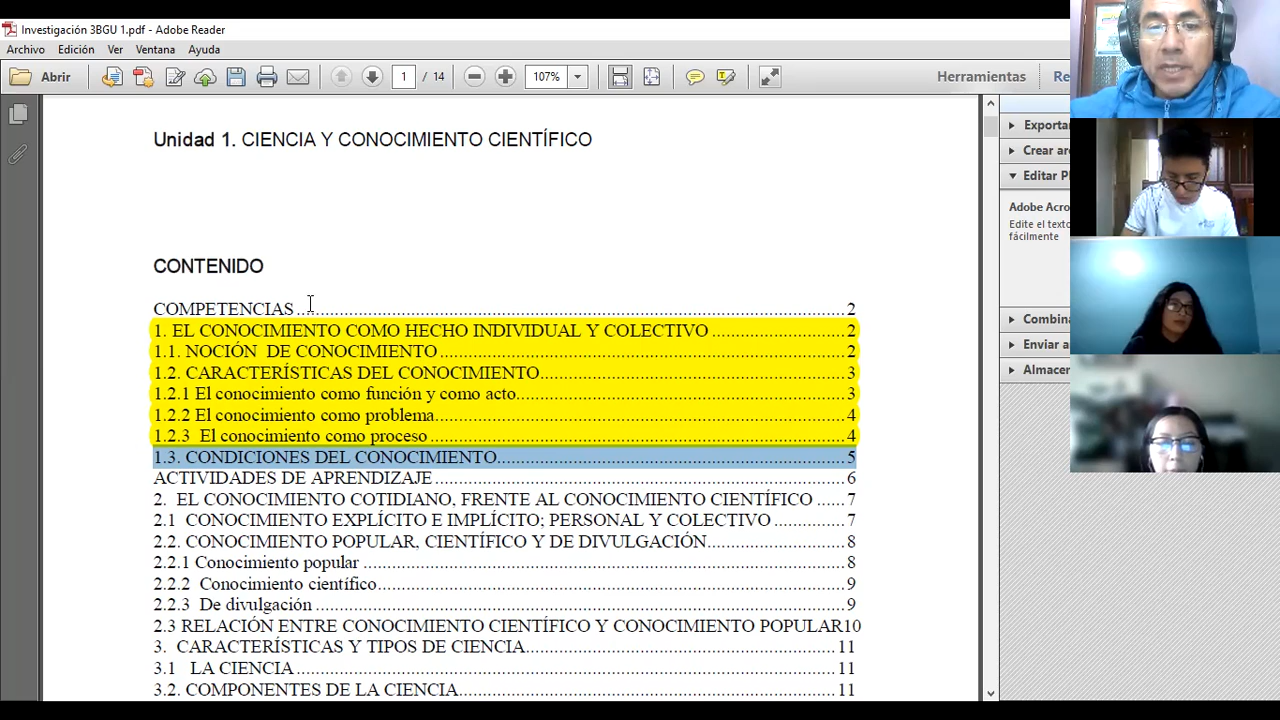 Investigación 3BGU 1.pdf - Adobe Reader
Archivo Edición Ver Ventana Ayuda
Abrir 1 / 14 107% Herramientas
Unidad 1. CIENCIA Y CONOCIMIENTO CIENTÍFICO
CONTENIDO
COMPETENCIAS ........ 2
1. EL CONOCIMIENTO COMO HECHO INDIVIDUAL Y COLECTIVO ........ 2
1.1. NOCIÓN DE CONOCIMIENTO ........ 2
1.2. CARACTERÍSTICAS DEL CONOCIMIENTO ........ 3
1.2.1 El conocimiento como función y como acto ........ 3
1.2.2 El conocimiento como problema ........ 4
1.2.3 El conocimiento como proceso ........ 4
1.3. CONDICIONES DEL CONOCIMIENTO ........ 5
ACTIVIDADES DE APRENDIZAJE ........ 6
2. EL CONOCIMIENTO COTIDIANO, FRENTE AL CONOCIMIENTO CIENTÍFICO ...... 7
2.1 CONOCIMIENTO EXPLÍCITO E IMPLÍCITO; PERSONAL Y COLECTIVO ........ 7
2.2. CONOCIMIENTO POPULAR, CIENTÍFICO Y DE DIVULGACIÓN ........ 8
2.2.1 Conocimiento popular ........ 8
2.2.2 Conocimiento científico ........ 9
2.2.3 De divulgación ........ 9
2.3 RELACIÓN ENTRE CONOCIMIENTO CIENTÍFICO Y CONOCIMIENTO POPULAR10
3. CARACTERÍSTICAS Y TIPOS DE CIENCIA ........ 11
3.1 LA CIENCIA ........ 11
3.2. COMPONENTES DE LA CIENCIA ........ 11
Exportar
Crear ar
Editar P
Adobe Acro
Edite el texto
fácilmente
Combina
Enviar a
Almacer